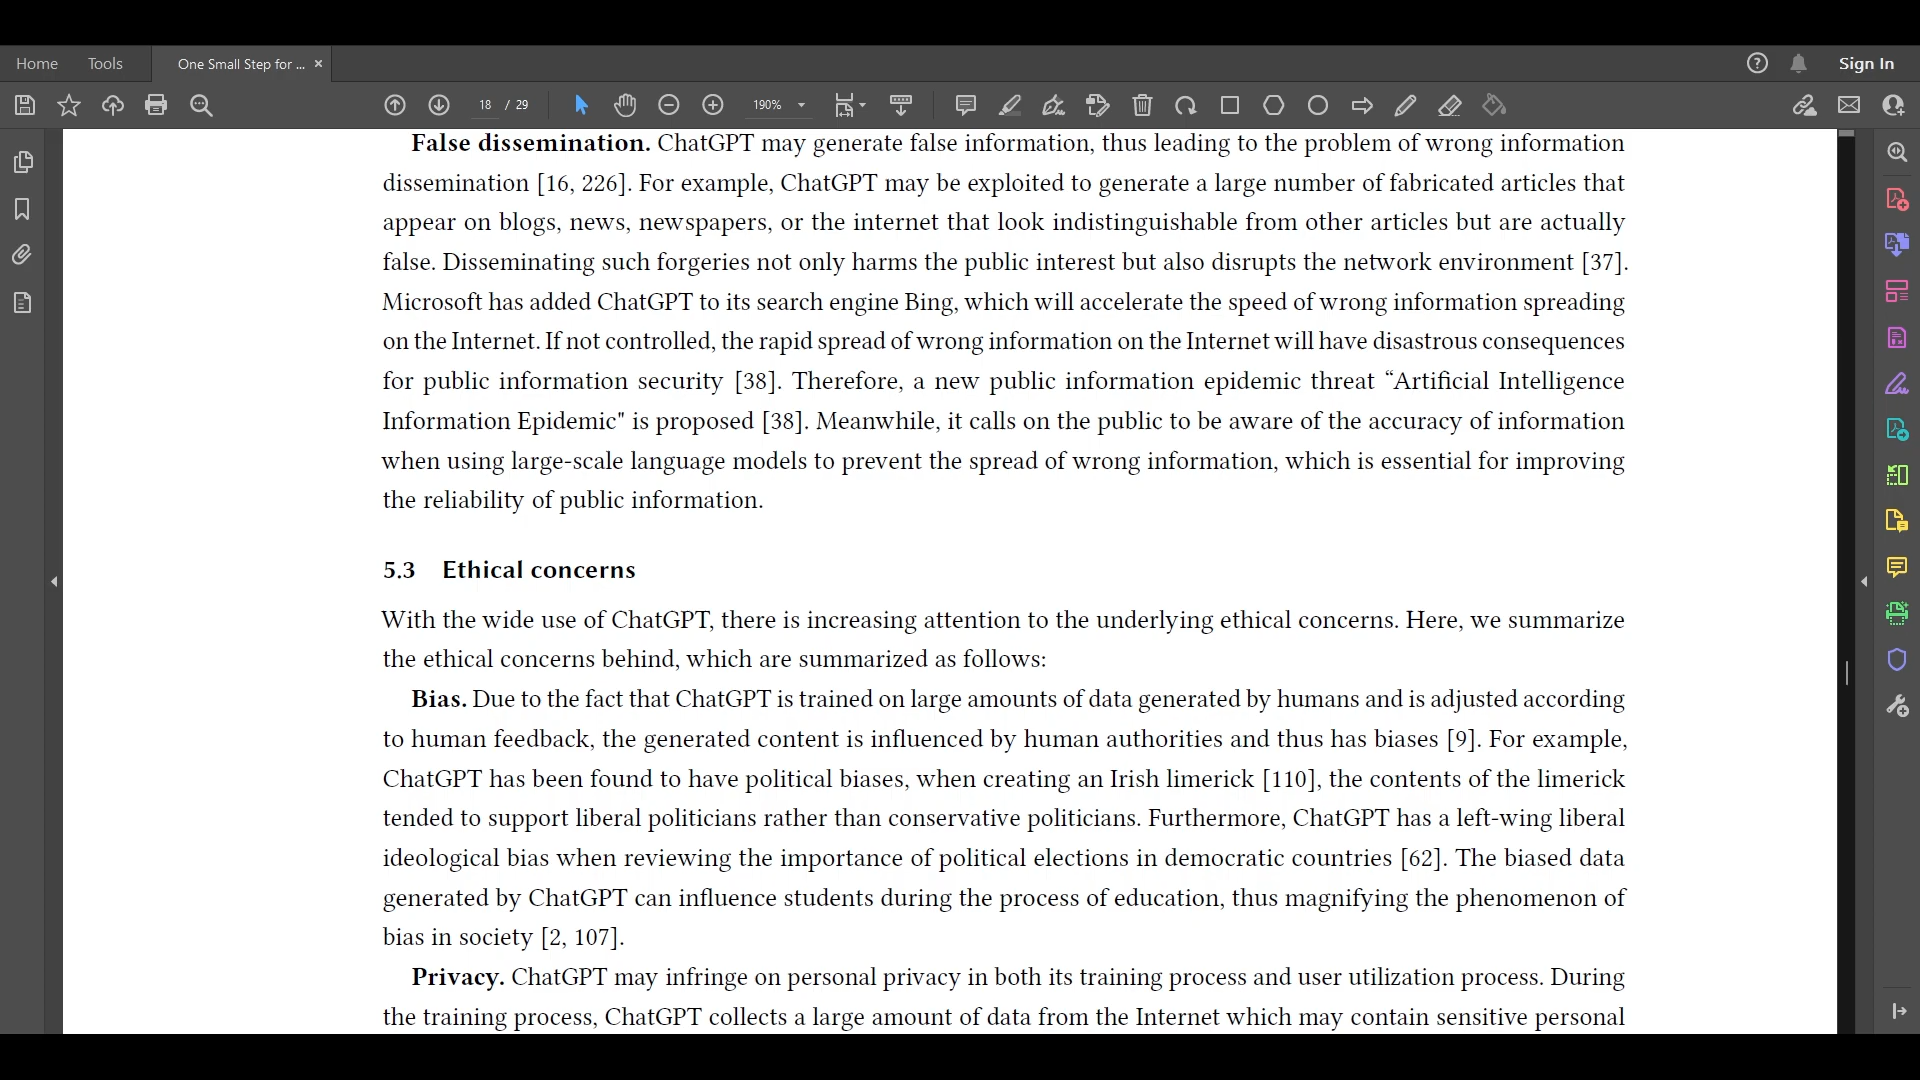 Home Tools One Small Step for ... × Sign In
18 / 29 190%
False dissemination. ChatGPT may generate false information, thus leading to the problem of wrong information
dissemination [16, 226]. For example, ChatGPT may be exploited to generate a large number of fabricated articles that
appear on blogs, news, newspapers, or the internet that look indistinguishable from other articles but are actually
false. Disseminating such forgeries not only harms the public interest but also disrupts the network environment [37].
Microsoft has added ChatGPT to its search engine Bing, which will accelerate the speed of wrong information spreading
on the Internet. If not controlled, the rapid spread of wrong information on the Internet will have disastrous consequences
for public information security [38]. Therefore, a new public information epidemic threat “Artificial Intelligence
Information Epidemic" is proposed [38]. Meanwhile, it calls on the public to be aware of the accuracy of information
when using large-scale language models to prevent the spread of wrong information, which is essential for improving
the reliability of public information.
5.3 Ethical concerns
With the wide use of ChatGPT, there is increasing attention to the underlying ethical concerns. Here, we summarize
the ethical concerns behind, which are summarized as follows:
Bias. Due to the fact that ChatGPT is trained on large amounts of data generated by humans and is adjusted according
to human feedback, the generated content is influenced by human authorities and thus has biases [9]. For example,
ChatGPT has been found to have political biases, when creating an Irish limerick [110], the contents of the limerick
tended to support liberal politicians rather than conservative politicians. Furthermore, ChatGPT has a left-wing liberal
ideological bias when reviewing the importance of political elections in democratic countries [62]. The biased data
generated by ChatGPT can influence students during the process of education, thus magnifying the phenomenon of
bias in society [2, 107].
Privacy. ChatGPT may infringe on personal privacy in both its training process and user utilization process. During
the training process, ChatGPT collects a large amount of data from the Internet which may contain sensitive personal